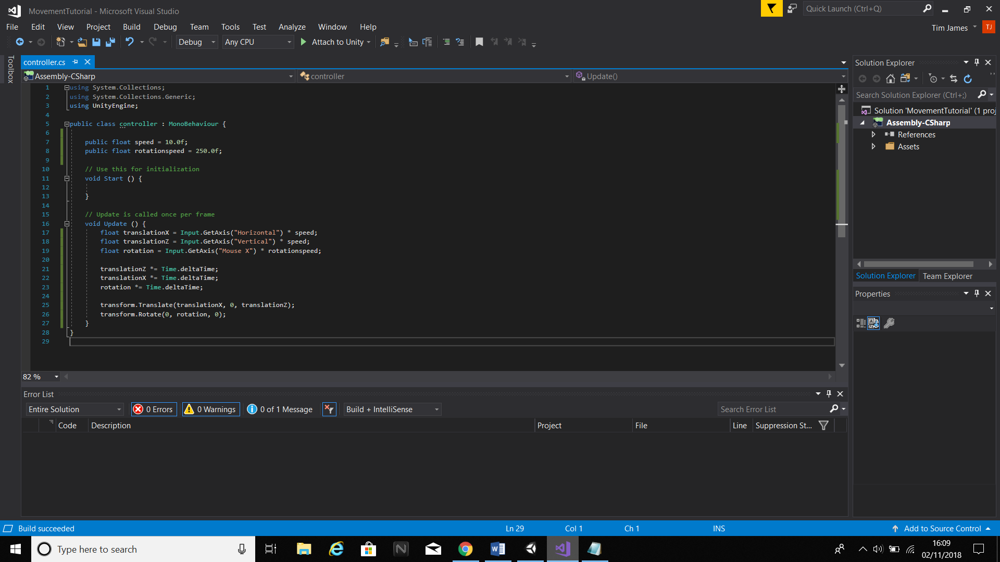 MovementTutorial - Microsoft Visual Studio
Quick Launch (Ctrl+Q)
File Edit View Project Build Debug Team Tools Test Analyze Window Help
Tim James TJ
Debug Any CPU Attach to Unity
Toolbox
controller.cs
Assembly-CSharp controller Update()
1 using System.Collections;
2 using System.Collections.Generic;
3 using UnityEngine;
4
5 public class controller : MonoBehaviour {
6
7 public float speed = 10.0f;
8 public float rotationspeed = 250.0f;
9
10 // Use this for initialization
11 void Start () {
12
13 }
14
15 // Update is called once per frame
16 void Update () {
17 float translationX = Input.GetAxis("Horizontal") * speed;
18 float translationZ = Input.GetAxis("Vertical") * speed;
19 float rotation = Input.GetAxis("Mouse X") * rotationspeed;
20
21 translationZ *= Time.deltaTime;
22 translationX *= Time.deltaTime;
23 rotation *= Time.deltaTime;
24
25 transform.Translate(translationX, 0, translationZ);
26 transform.Rotate(0, rotation, 0);
27 }
28 }
29
82 %
Solution Explorer
Search Solution Explorer (Ctrl+;)
Solution 'MovementTutorial' (1 proj
Assembly-CSharp
References
Assets
Solution Explorer Team Explorer
Properties
Error List
Entire Solution 0 Errors 0 Warnings 0 of 1 Message Build + IntelliSense Search Error List
Code Description Project File Line Suppression St...
Build succeeded Ln 29 Col 1 Ch 1 INS Add to Source Control
Type here to search
16:09
02/11/2018